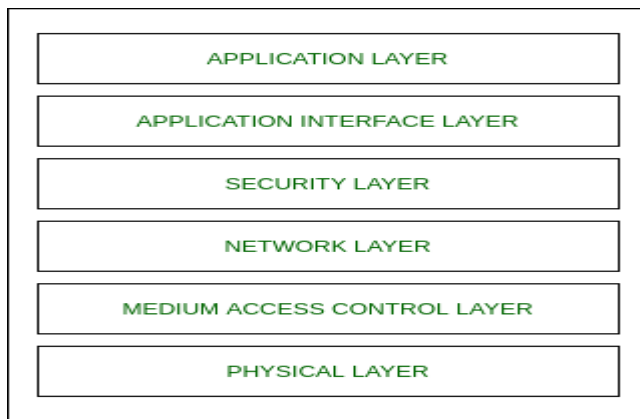 APPLICATION LAYER
APPLICATION INTERFACE LAYER
SECURITY LAYER
NETWORK LAYER
MEDIUM ACCESS CONTROL LAYER
PHYSICAL LAYER